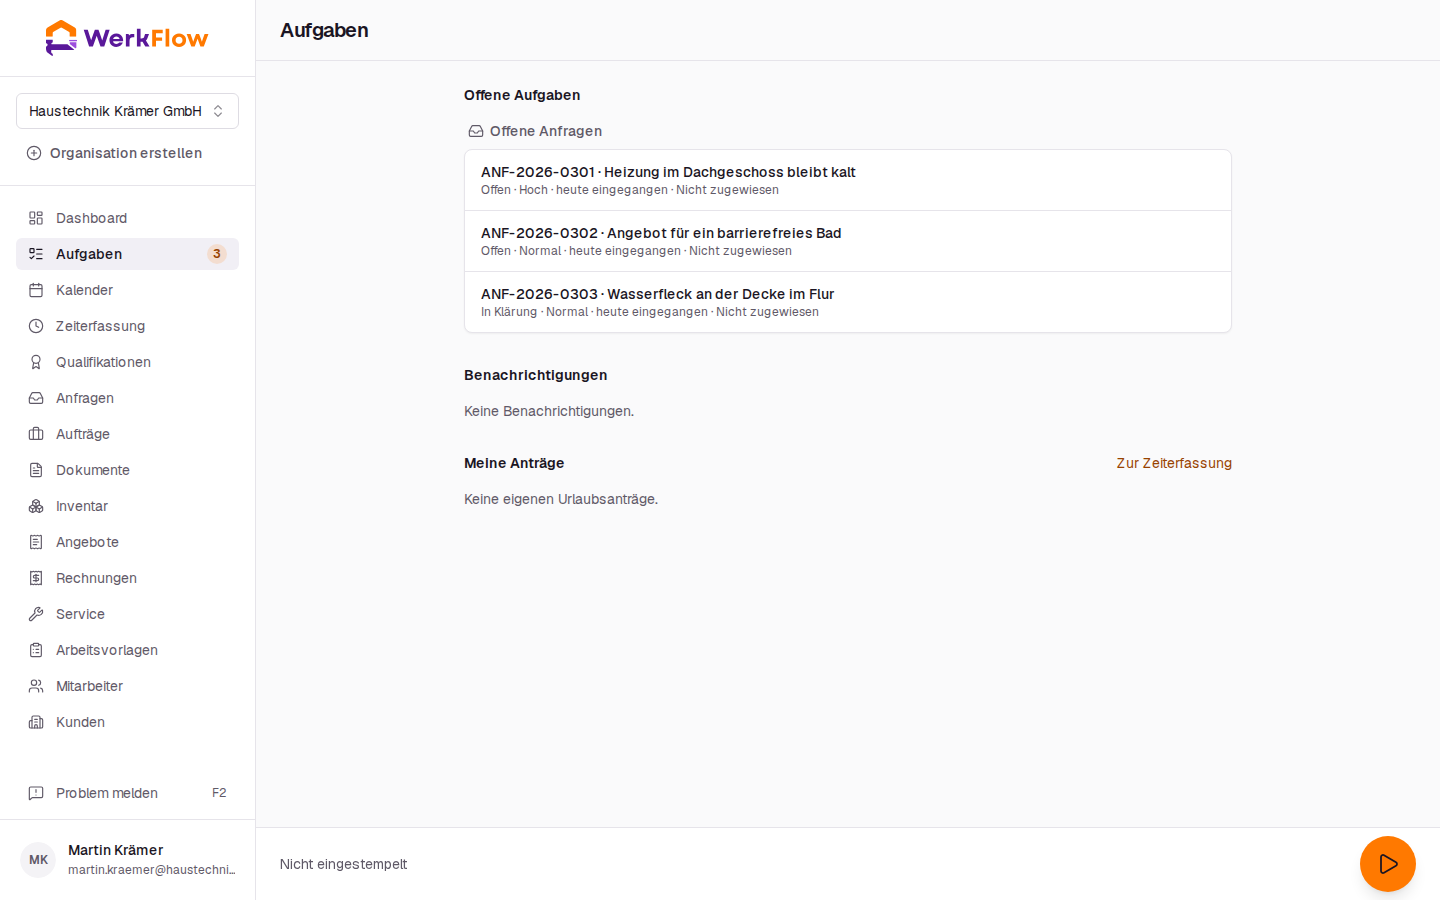 WerkFlow
Haustechnik Krämer GmbH
Organisation erstellen
Dashboard
Aufgaben 3
Kalender
Zeiterfassung
Qualifikationen
Anfragen
Aufträge
Dokumente
Inventar
Angebote
Rechnungen
Service
Arbeitsvorlagen
Mitarbeiter
Kunden
Problem melden F2
MK
Martin Krämer
martin.kraemer@haustechni...
Aufgaben
Offene Aufgaben
Offene Anfragen
ANF-2026-0301 · Heizung im Dachgeschoss bleibt kalt
Offen · Hoch · heute eingegangen · Nicht zugewiesen
ANF-2026-0302 · Angebot für ein barrierefreies Bad
Offen · Normal · heute eingegangen · Nicht zugewiesen
ANF-2026-0303 · Wasserfleck an der Decke im Flur
In Klärung · Normal · heute eingegangen · Nicht zugewiesen
Benachrichtigungen
Keine Benachrichtigungen.
Meine Anträge
Zur Zeiterfassung
Keine eigenen Urlaubsanträge.
Nicht eingestempelt